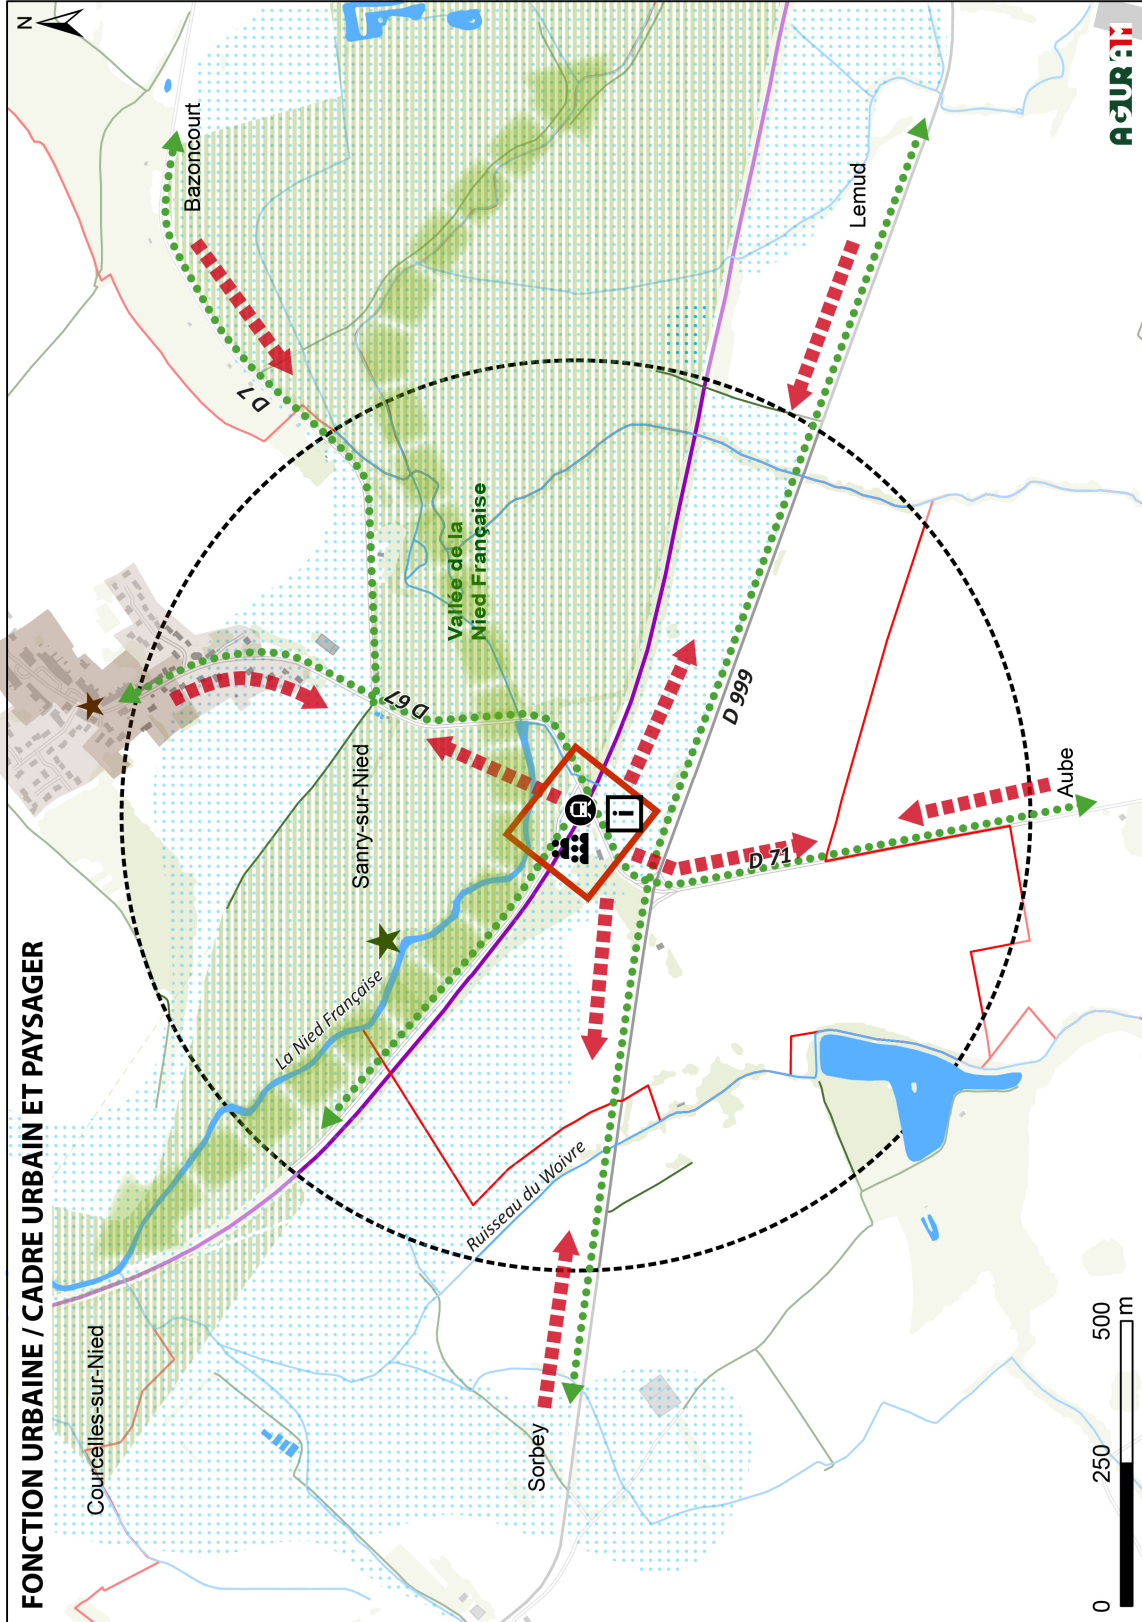 FONCTION URBAINE / CADRE URBAIN ET PAYSAGER
N
Courcelles-sur-Nied
Sanry-sur-Nied
Bazoncourt
D 7
D 67
La Nied Française
Vallée de la
Nied Française
Ruisseau du Woivre
Sorbey
i
D 999
D 71
Lemud
Aube
0
250
500
m
AGURAM